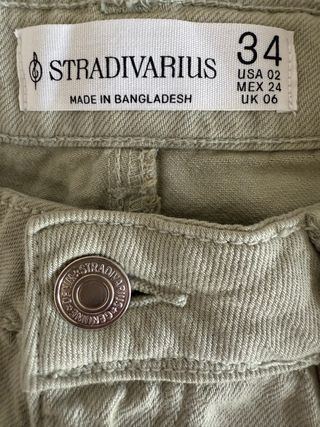 STRADIVARIUS
MADE IN BANGLADESH
34
USA 02
MEX 24
UK 06
STRADIVARIUS